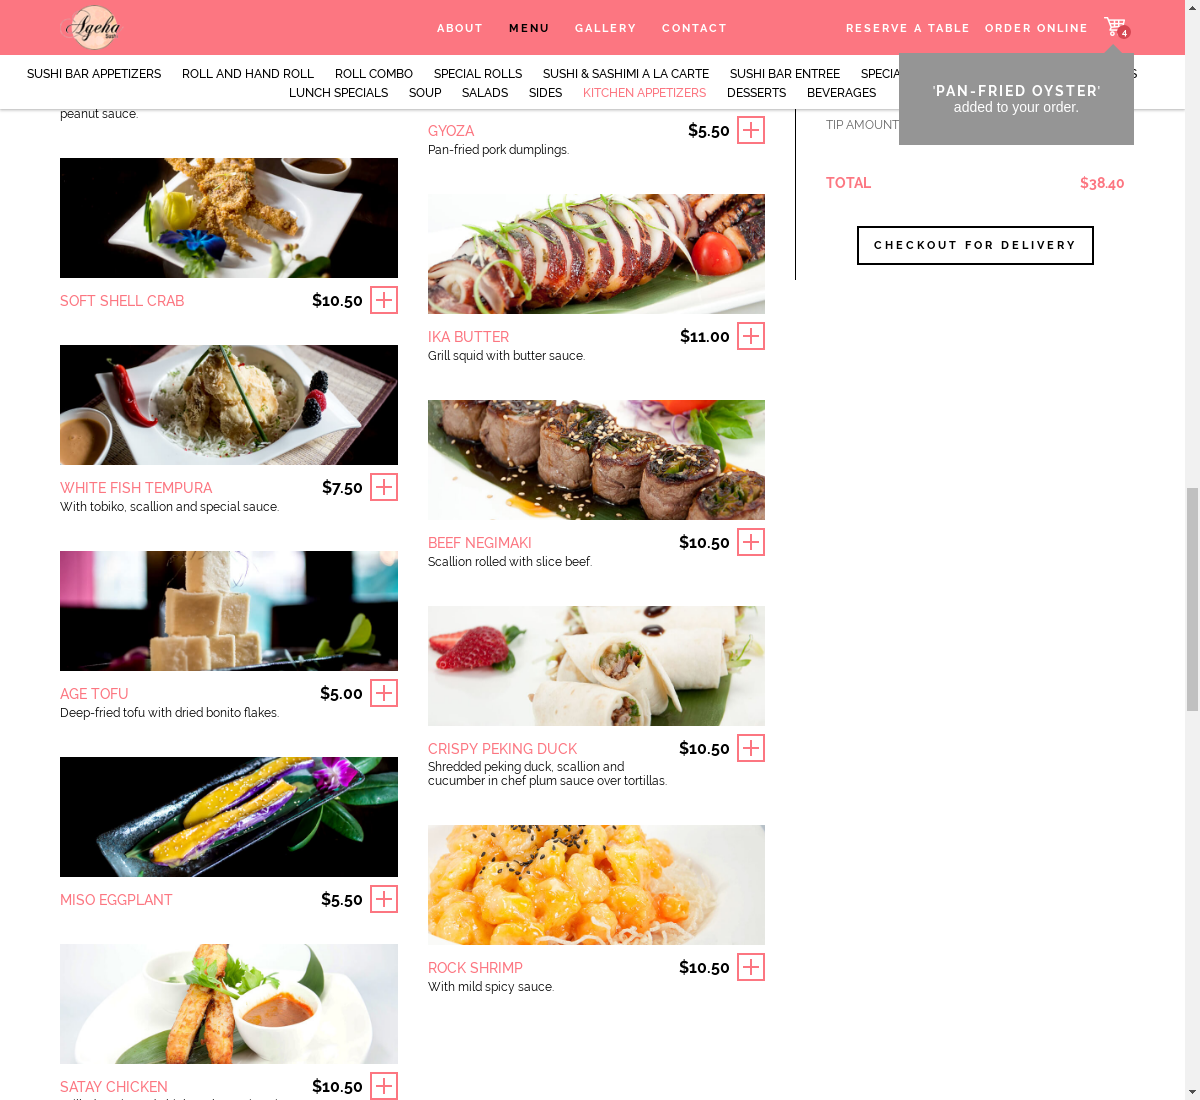 Ageha
ABOUT
MENU
GALLERY
CONTACT
RESERVE A TABLE
ORDER ONLINE
4
SUSHI BAR APPETIZERS
ROLL AND HAND ROLL
ROLL COMBO
SPECIAL ROLLS
SUSHI & SASHIMI A LA CARTE
SUSHI BAR ENTREE
LUNCH SPECIALS
SOUP
SALADS
SIDES
KITCHEN APPETIZERS
DESSERTS
BEVERAGES
'PAN-FRIED OYSTER'
added to your order.
peanut sauce.
SOFT SHELL CRAB
$10.50
WHITE FISH TEMPURA
$7.50
With tobiko, scallion and special sauce.
AGE TOFU
$5.00
Deep-fried tofu with dried bonito flakes.
MISO EGGPLANT
$5.50
SATAY CHICKEN
$10.50
GYOZA
$5.50
Pan-fried pork dumplings.
IKA BUTTER
$11.00
Grill squid with butter sauce.
BEEF NEGIMAKI
$10.50
Scallion rolled with slice beef.
CRISPY PEKING DUCK
$10.50
Shredded peking duck, scallion and
cucumber in chef plum sauce over tortillas.
ROCK SHRIMP
$10.50
With mild spicy sauce.
TIP AMOUNT
TOTAL
$38.40
CHECKOUT FOR DELIVERY